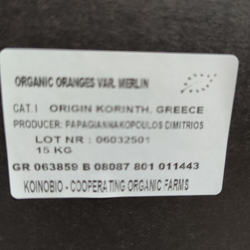 ORGANIC ORANGES VAR. MERLIN
CAT. I ORIGIN KORINTH. GREECE
PRODUCER: PAPAGIANNAKOPOULOS DIMITRIOS
LOT NR : 06032501
15 KG
GR 063859 B 08087 801 011443
KOINOBIO - COOPERATING ORGANIC FARMS